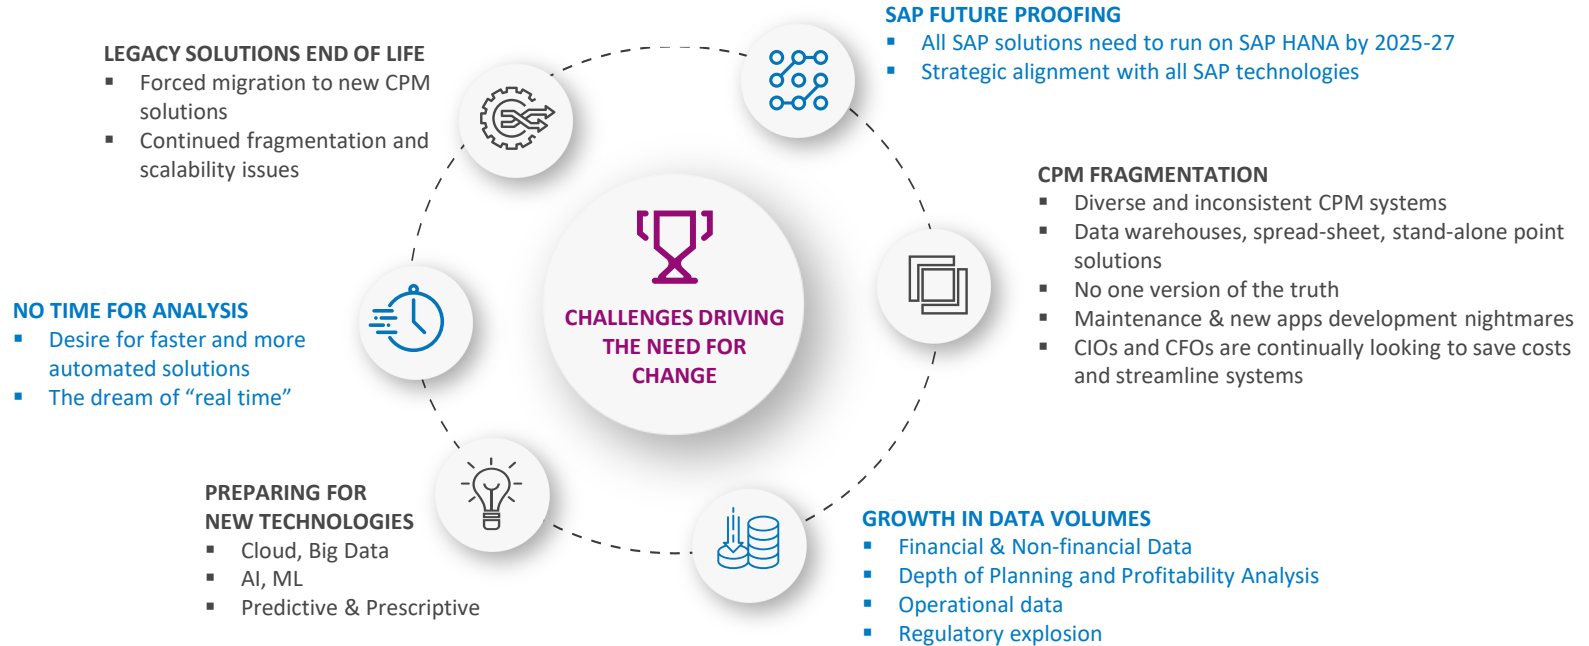 SAP FUTURE PROOFING
▪ All SAP solutions need to run on SAP HANA by 2025-27
▪ Strategic alignment with all SAP technologies
LEGACY SOLUTIONS END OF LIFE
▪ Forced migration to new CPM
solutions
▪ Continued fragmentation and
scalability issues
CPM FRAGMENTATION
▪ Diverse and inconsistent CPM systems
▪ Data warehouses, spread-sheet, stand-alone point
solutions
▪ No one version of the truth
▪ Maintenance & new apps development nightmares
▪ CIOs and CFOs are continually looking to save costs
and streamline systems
CHALLENGES DRIVING
THE NEED FOR
CHANGE
NO TIME FOR ANALYSIS
▪ Desire for faster and more
automated solutions
▪ The dream of “real time”
PREPARING FOR
NEW TECHNOLOGIES
▪ Cloud, Big Data
▪ AI, ML
▪ Predictive & Prescriptive
GROWTH IN DATA VOLUMES
▪ Financial & Non-financial Data
▪ Depth of Planning and Profitability Analysis
▪ Operational data
▪ Regulatory explosion